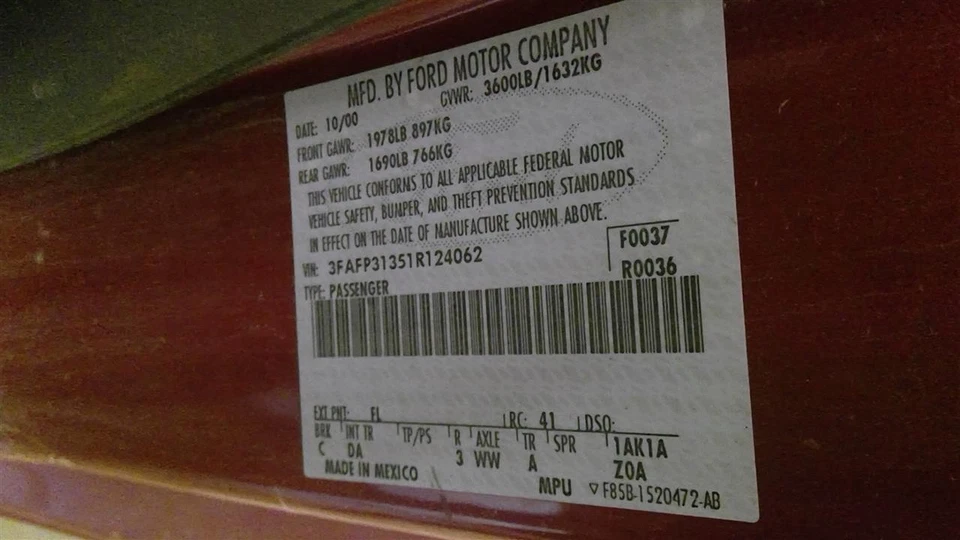 MFD. BY FORD MOTOR COMPANY
DATE: 10/00 GVWR: 3600LB/1632KG
FRONT GAWR: 1978LB 897KG
REAR GAWR: 1690LB 766KG
THIS VEHICLE CONFORMS TO ALL APPLICABLE FEDERAL MOTOR
VEHICLE SAFETY, BUMPER, AND THEFT PREVENTION STANDARDS
IN EFFECT ON THE DATE OF MANUFACTURE SHOWN ABOVE.
VIN: 3FAFP31351R124062 F0037
TYPE: PASSENGER R0036
EXT PNT: FL RC: 41 DSO:
BRK INT TR TP/PS R AXLE TR SPR 1AK1A
C DA 3 WW A Z0A
MADE IN MEXICO MPU ▽F85B-1520472-AB